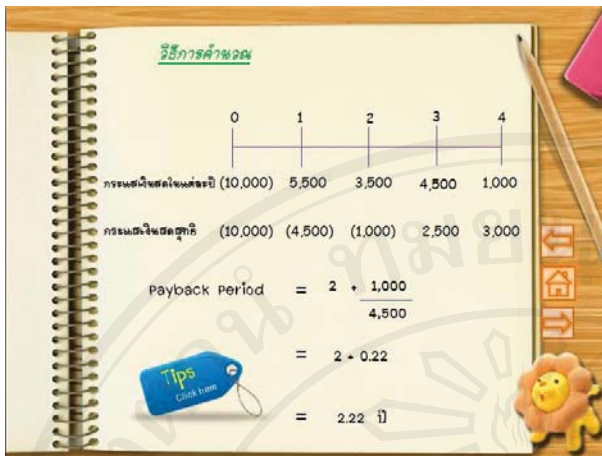 วิธีการคำนวณ
0 1 2 3 4
กระแสเงินสดในแต่ละปี (10,000) 5,500 3,500 4,500 1,000
กระแสเงินสดสุทธิ (10,000) (4,500) (1,000) 2,500 3,000
Payback Period = 2 + 1,000
4,500
= 2 + 0.22
Tips
Click here
= 2.22 ปี